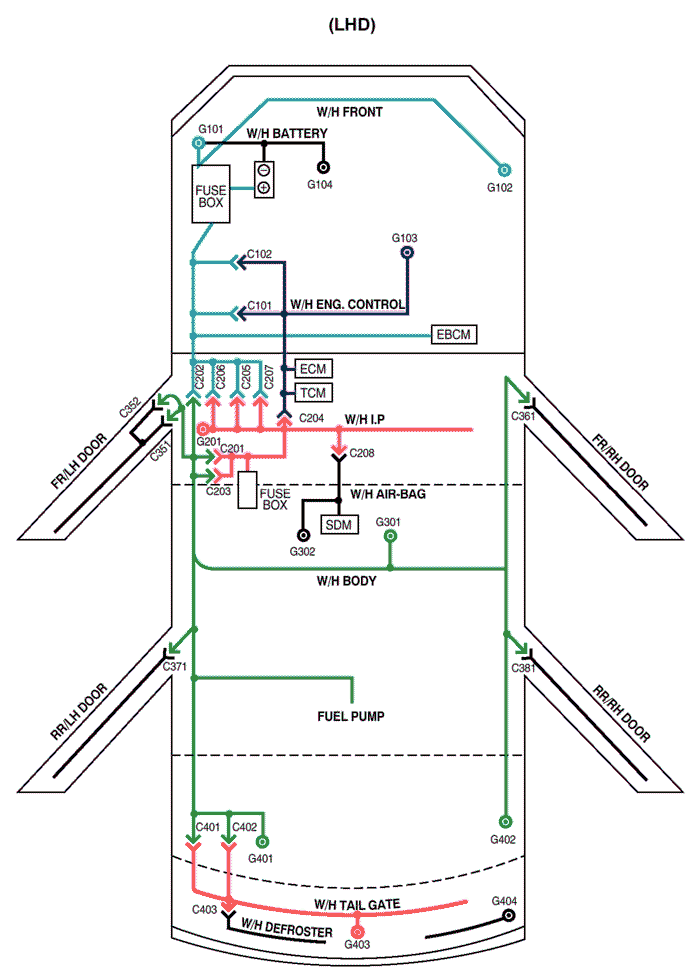 (LHD)
W/H FRONT
G101
W/H BATTERY
FUSE
BOX
G104
G102
G103
C102
C101
W/H ENG. CONTROL
EBCM
C202
C206
C205
C207
ECM
TCM
C352
C351
C204
C361
G201
W/H I.P
FR/LH DOOR
FR/RH DOOR
C201
C208
C203
FUSE
BOX
W/H AIR-BAG
SDM
G301
G302
W/H BODY
C371
C381
RR/LH DOOR
RR/RH DOOR
FUEL PUMP
C401
C402
G401
G402
C403
W/H TAIL GATE
G404
W/H DEFROSTER
G403